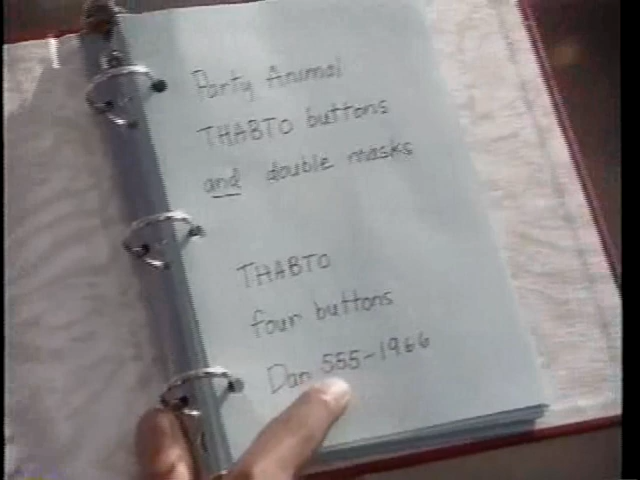 Party Animal
THABTO buttons
and double masks
THABTO
four buttons
Dan 555-1966